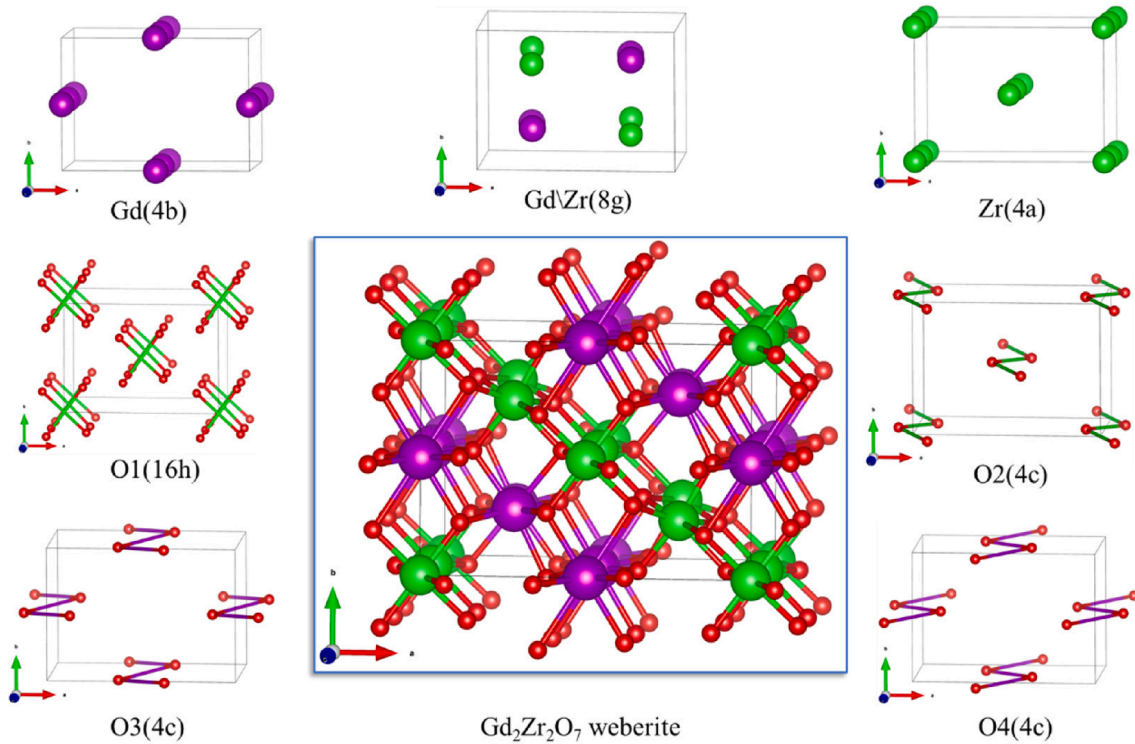 Gd(4b)
Gd\Zr(8g)
Zr(4a)
O1(16h)
b
a
O2(4c)
O3(4c)
Gd₂Zr₂O₇ weberite
O4(4c)